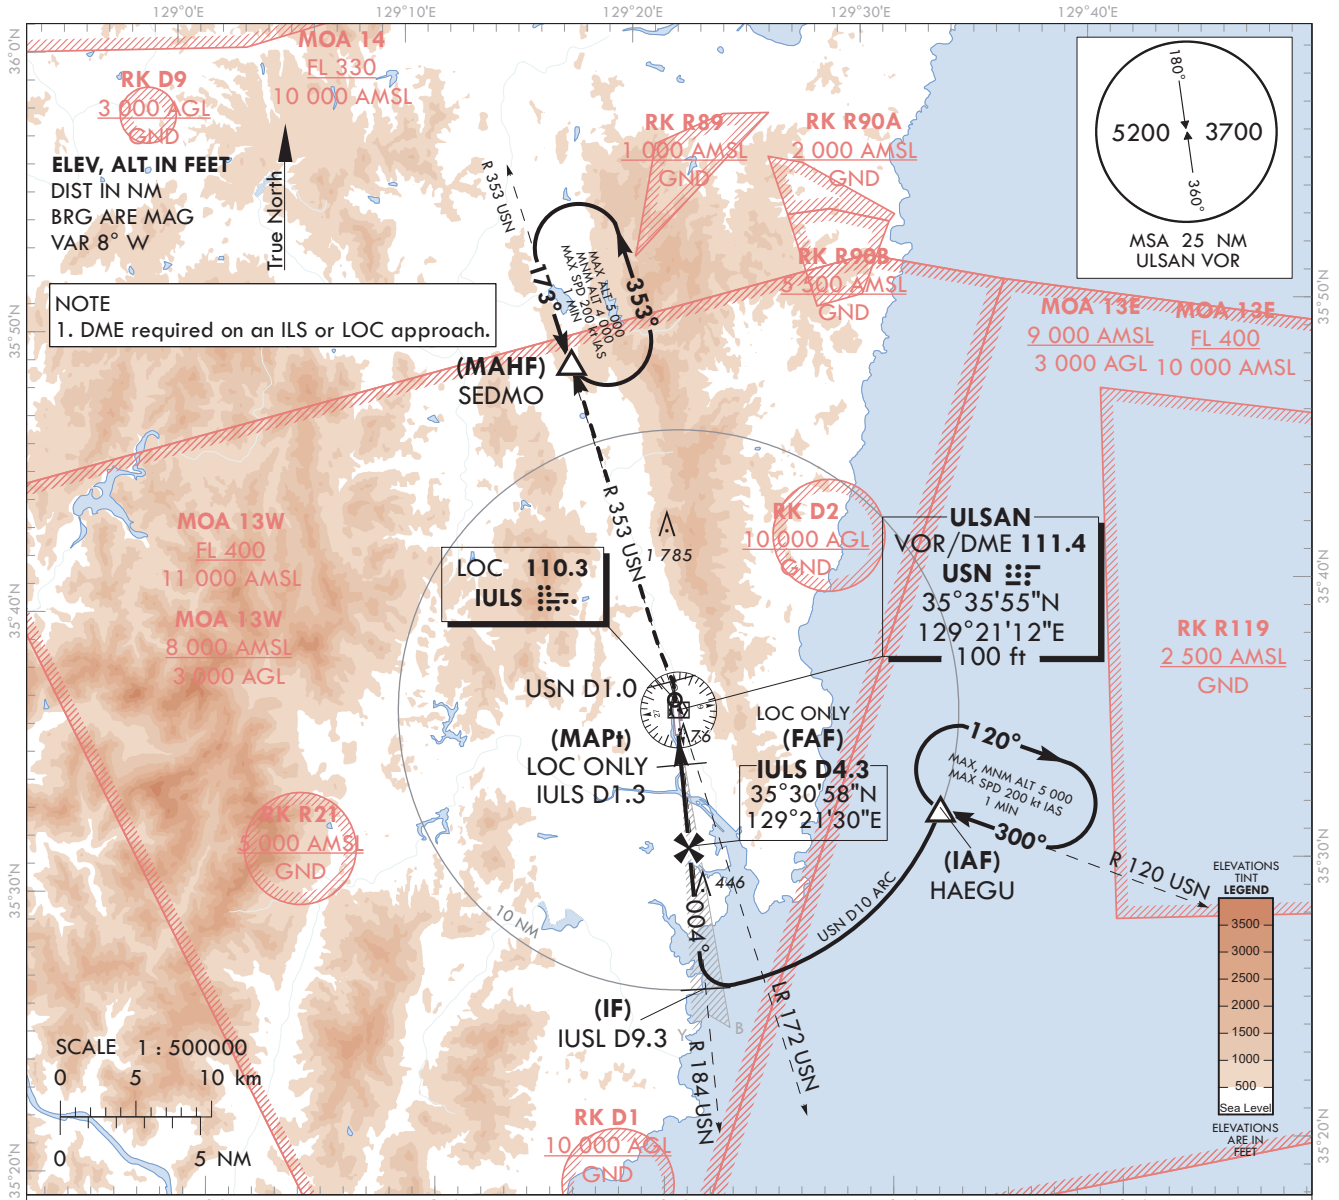 129°0'E
129°10'E
129°20'E
129°30'E
129°40'E
36°0'N
MOA 14
FL 330
10 000 AMSL
RK D9
3 000 AGL
GND
ELEV, ALT IN FEET
DIST IN NM
BRG ARE MAG
VAR 8° W
True North
R 353 USN
RK R89
1 000 AMSL
GND
RK R90A
2 000 AMSL
GND
180°
5200
3700
360°
MSA 25 NM
ULSAN VOR
RK R90B
5 500 AMSL
GND
NOTE
1. DME required on an ILS or LOC approach.
173°
MAX ALT 5 000
MNM ALT 4 000
MAX SPD 200 kt IAS
1 MIN
353°
35°50'N
35°50'N
MOA 13E
9 000 AMSL
3 000 AGL
MOA 13E
FL 400
10 000 AMSL
(MAHF)
SEDMO
R 353 USN
1 785
MOA 13W
FL 400
11 000 AMSL
RK D2
10 000 AGL
GND
ULSAN
VOR/DME 111.4
USN
35°35'55"N
129°21'12"E
100 ft
LOC 110.3
IULS
35°40'N
35°40'N
MOA 13W
8 000 AMSL
3 000 AGL
RK R119
2 500 AMSL
GND
USN D1.0
27
9
76
(MAPt)
LOC ONLY
IULS D1.3
LOC ONLY
(FAF)
IULS D4.3
35°30'58"N
129°21'30"E
120°
MAX, MNM ALT 5 000
MAX SPD 200 kt IAS
1 MIN
300°
(IAF)
HAEGU
R 120 USN
RK R21
5 000 AMSL
GND
35°30'N
35°30'N
446
004°
10 NM
USN D10 ARC
ELEVATIONS
TINT
LEGEND
3500
3000
2500
2000
1500
1000
500
Sea Level
ELEVATIONS
ARE IN
FEET
(IF)
IUSL D9.3
Y
B
LR 172 USN
R 184 USN
SCALE 1 : 500000
0 5 10 km
0 5 NM
RK D1
10 000 AGL
GND
35°20'N
35°20'N